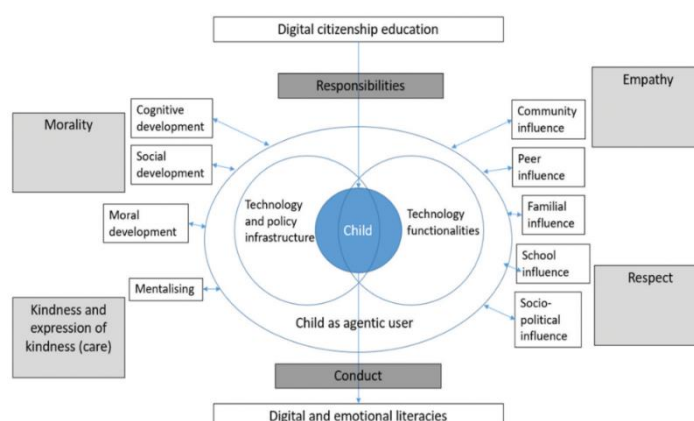 Digital citizenship education
Responsibilities
Morality
Empathy
Cognitive
development
Social
development
Moral
development
Mentalising
Community
influence
Peer
influence
Familial
influence
School
influence
Socio-
political
influence
Technology
and policy
infrastructure
Child
Technology
functionalities
Child as agentic user
Kindness and
expression of
kindness (care)
Respect
Conduct
Digital and emotional literacies